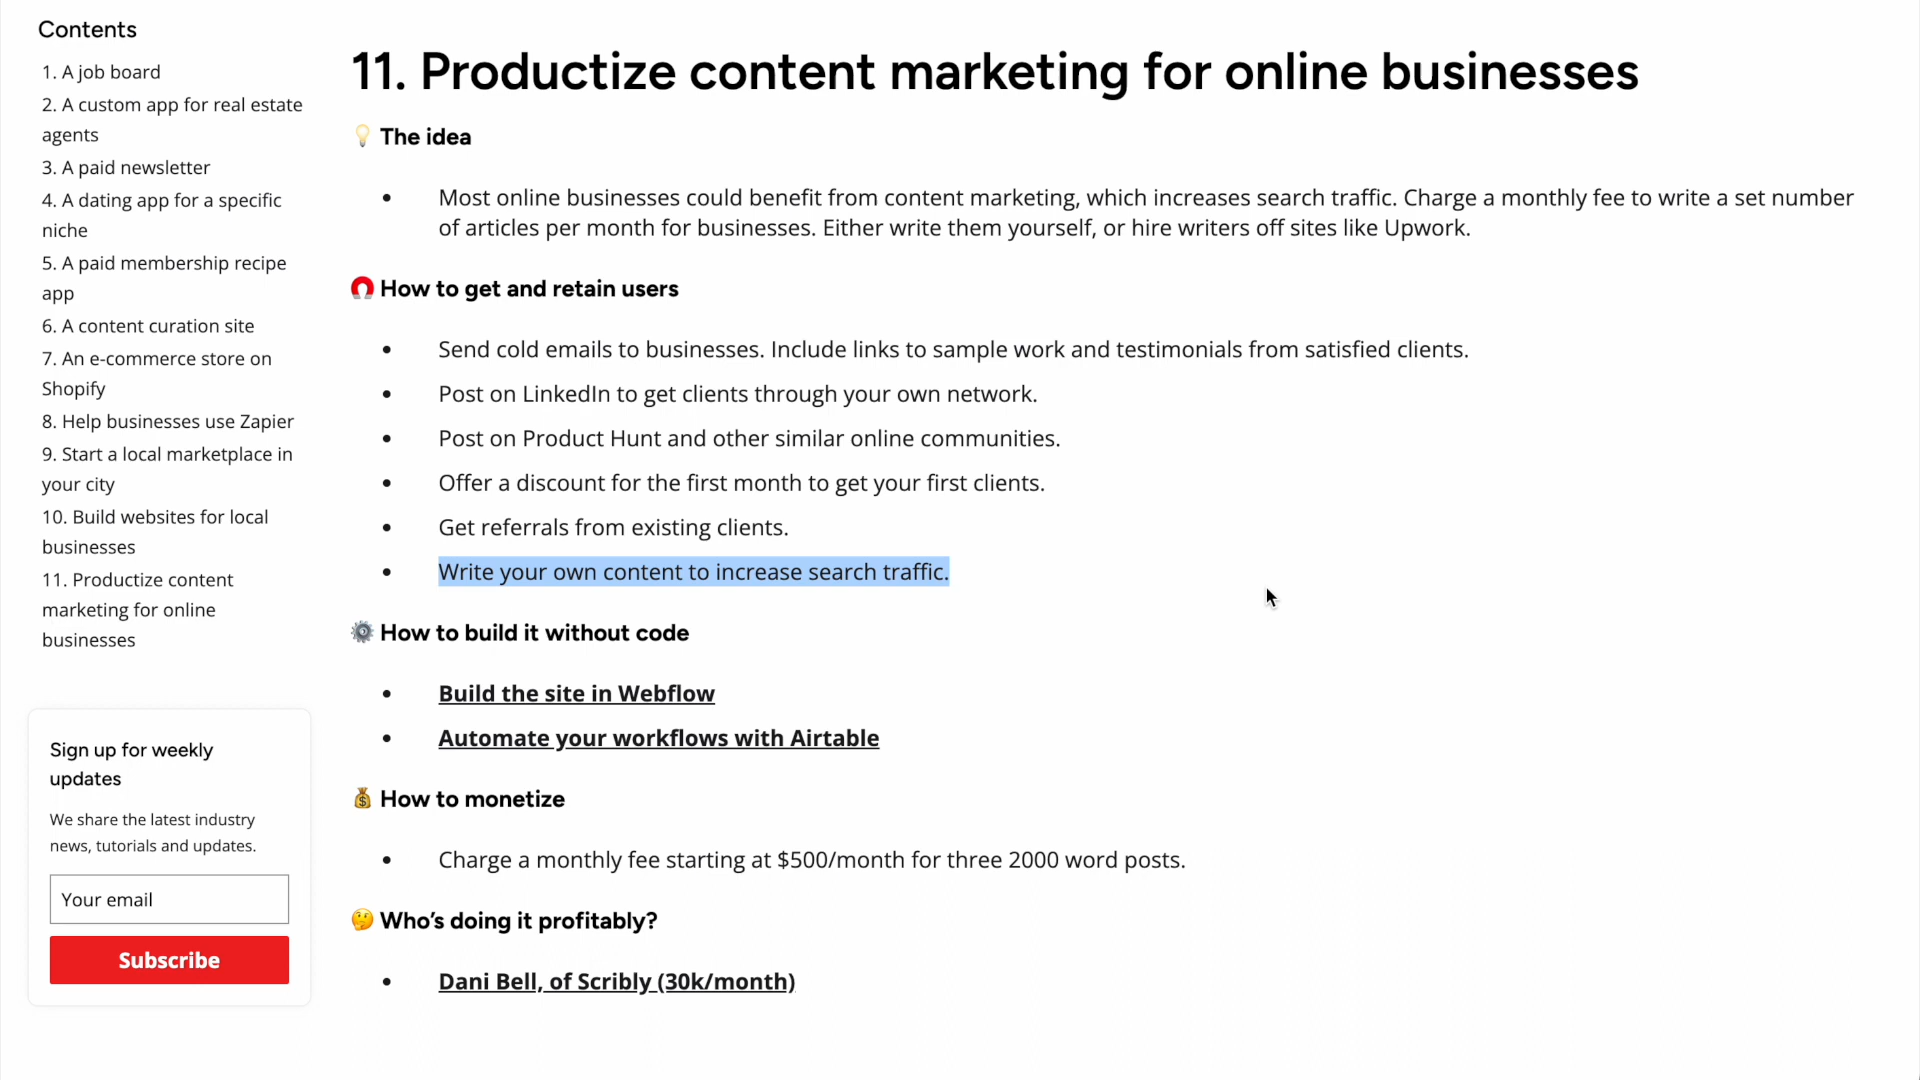 Contents
1. A job board
2. A custom app for real estate
agents
3. A paid newsletter
4. A dating app for a specific
niche
5. A paid membership recipe
app
6. A content curation site
7. An e-commerce store on
Shopify
8. Help businesses use Zapier
9. Start a local marketplace in
your city
10. Build websites for local
businesses
11. Productize content
marketing for online
businesses
Sign up for weekly
updates
We share the latest industry
news, tutorials and updates.
Your email
Subscribe
11. Productize content marketing for online businesses
💡 The idea
• Most online businesses could benefit from content marketing, which increases search traffic. Charge a monthly fee to write a set number
of articles per month for businesses. Either write them yourself, or hire writers off sites like Upwork.
🧲 How to get and retain users
• Send cold emails to businesses. Include links to sample work and testimonials from satisfied clients.
• Post on LinkedIn to get clients through your own network.
• Post on Product Hunt and other similar online communities.
• Offer a discount for the first month to get your first clients.
• Get referrals from existing clients.
• Write your own content to increase search traffic.
⚙️ How to build it without code
• Build the site in Webflow
• Automate your workflows with Airtable
💰 How to monetize
• Charge a monthly fee starting at $500/month for three 2000 word posts.
🤔 Who’s doing it profitably?
• Dani Bell, of Scribly (30k/month)